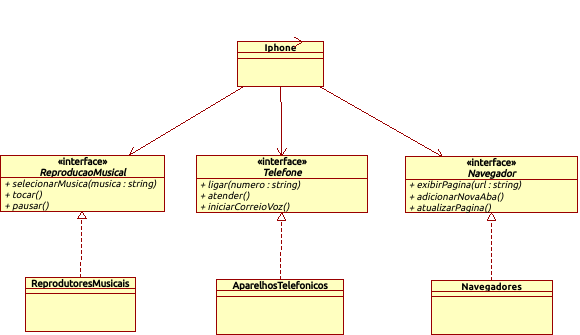 Iphone
«interface»
ReproducaoMusical
+ selecionarMusica(musica : string)
+ tocar()
+ pausar()
«interface»
Telefone
+ ligar(numero : string)
+ atender()
+ iniciarCorreioVoz()
«interface»
Navegador
+ exibirPagina(url : string)
+ adicionarNovaAba()
+ atualizarPagina()
ReprodutoresMusicais
AparelhosTelefonicos
Navegadores